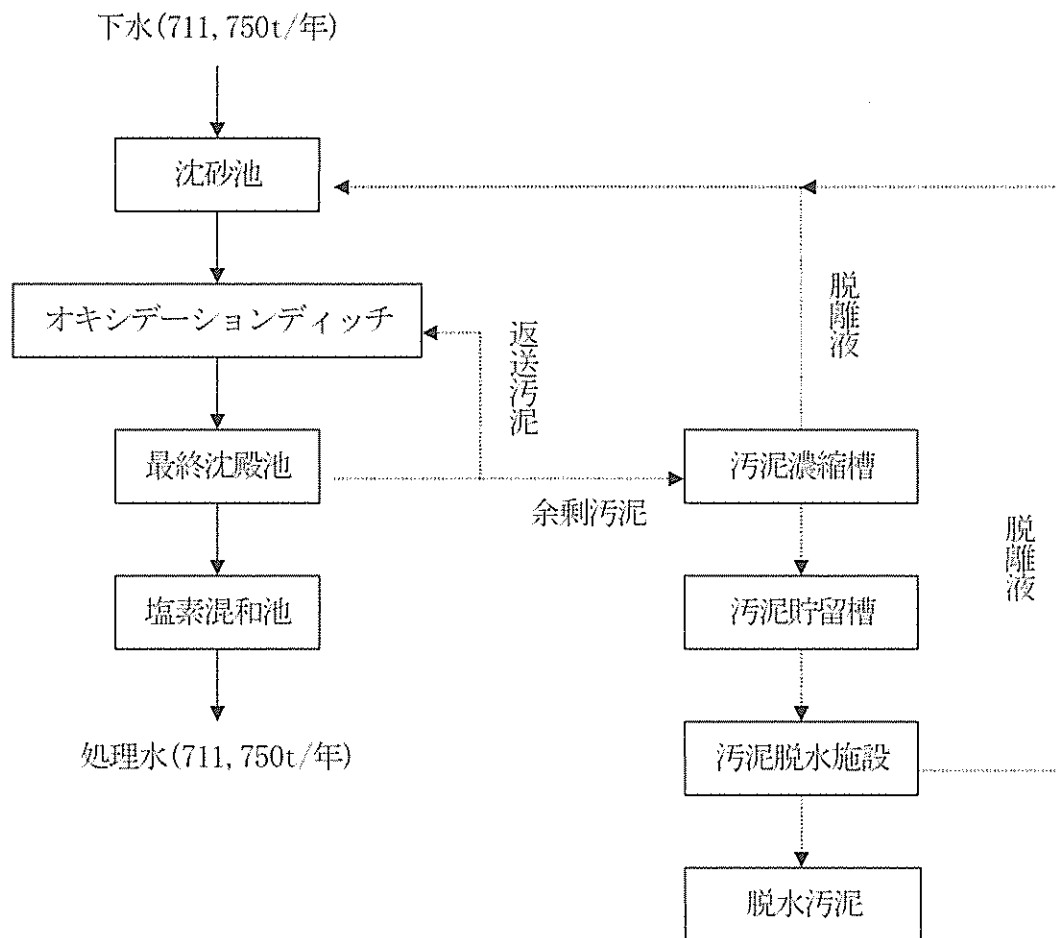 下水(711,750t/年)
沈砂池
オキシデーションディッチ
返送汚泥
脱離液
最終沈殿池
汚泥濃縮槽
余剰汚泥
脱離液
塩素混和池
汚泥貯留槽
処理水(711,750t/年)
汚泥脱水施設
脱水汚泥